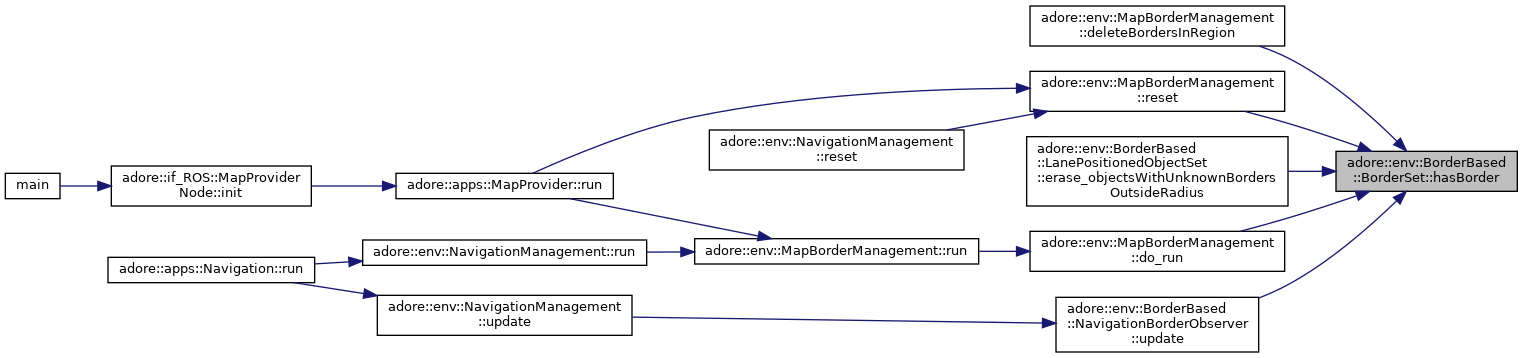 adore::env::MapBorderManagement
::deleteBordersInRegion
adore::env::MapBorderManagement
::reset
adore::env::NavigationManagement
::reset
adore::env::BorderBased
::LanePositionedObjectSet
::erase_objectsWithUnknownBorders
OutsideRadius
adore::env::BorderBased
::BorderSet::hasBorder
main
adore::if_ROS::MapProvider
Node::init
adore::apps::MapProvider::run
adore::env::MapBorderManagement
::do_run
adore::env::MapBorderManagement::run
adore::env::NavigationManagement::run
adore::apps::Navigation::run
adore::env::NavigationManagement
::update
adore::env::BorderBased
::NavigationBorderObserver
::update